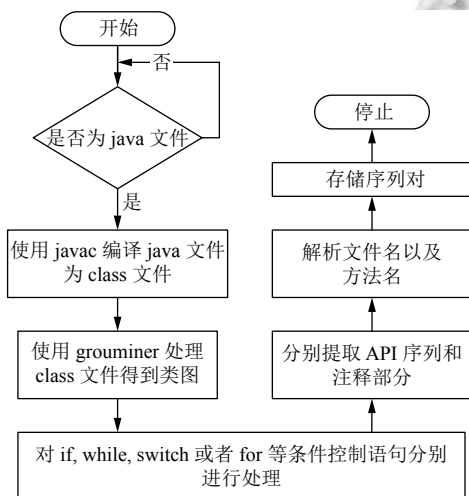 开始
否
是否为 java 文件
是
使用 javac 编译 java 文件
为 class 文件
使用 grouminer 处理
class 文件得到类图
对 if, while, switch 或者 for 等条件控制语句分别
进行处理
分别提取 API 序列和
注释部分
解析文件名以及
方法名
存储序列对
停止